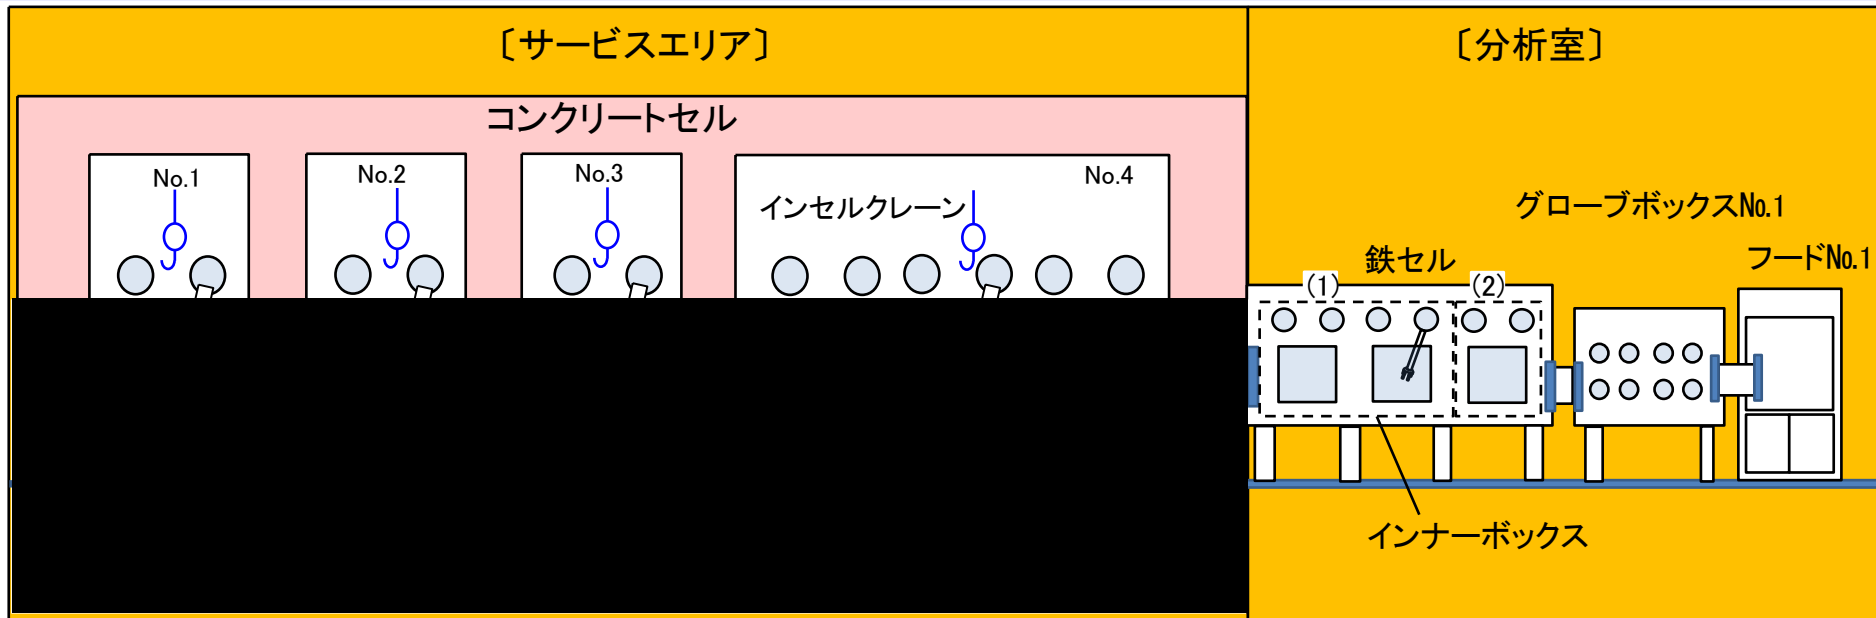 〔サービスエリア〕
〔分析室〕
コンクリートセル
No.1
No.2
No.3
No.4
インセルクレーン
グローブボックスNo.1
鉄セル
フードNo.1
(1)
(2)
インナーボックス